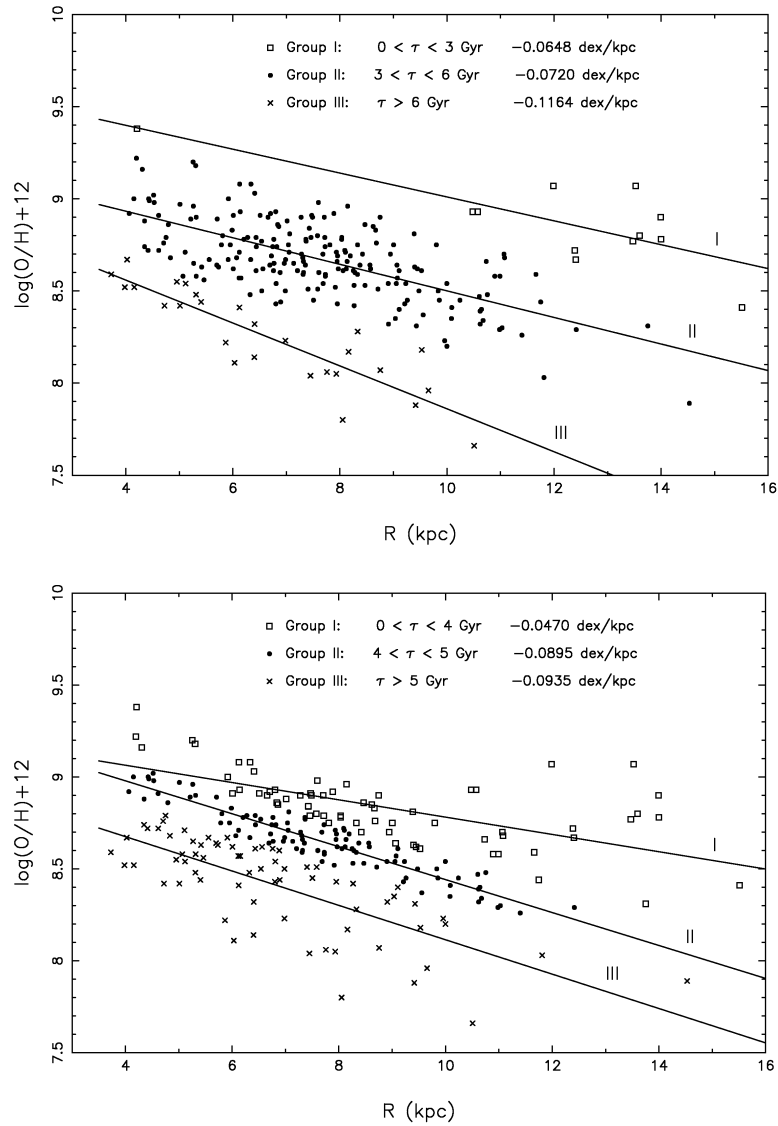 Group I: 0 < τ < 3 Gyr −0.0648 dex/kpc
Group II: 3 < τ < 6 Gyr −0.0720 dex/kpc
Group III: τ > 6 Gyr −0.1164 dex/kpc
10
9.5
9
8.5
8
7.5
log(O/H)+12
I
II
III
4 6 8 10 12 14 16
R (kpc)
Group I: 0 < τ < 4 Gyr −0.0470 dex/kpc
Group II: 4 < τ < 5 Gyr −0.0895 dex/kpc
Group III: τ > 5 Gyr −0.0935 dex/kpc
10
9.5
9
8.5
8
7.5
log(O/H)+12
I
II
III
4 6 8 10 12 14 16
R (kpc)